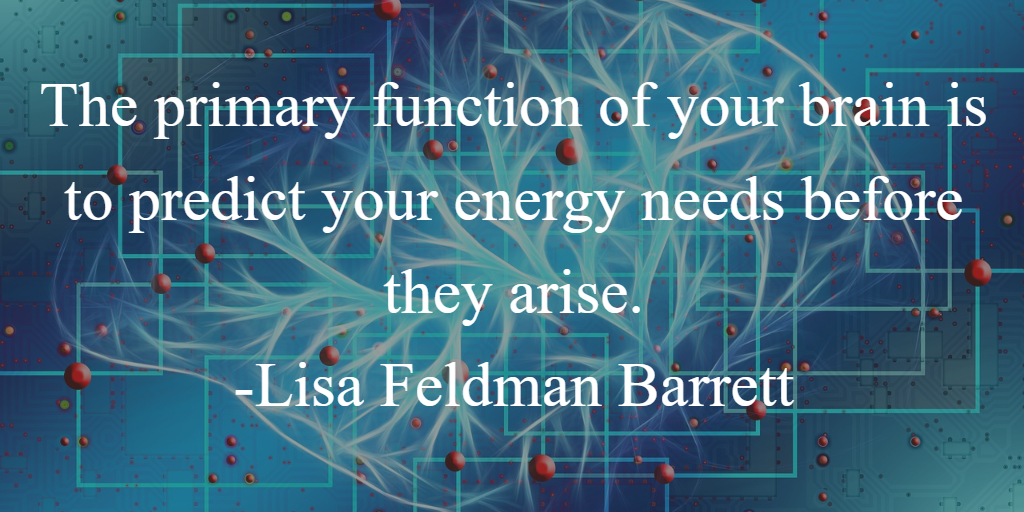 The primary function of your brain is
to predict your energy needs before
they arise.
-Lisa Feldman Barrett